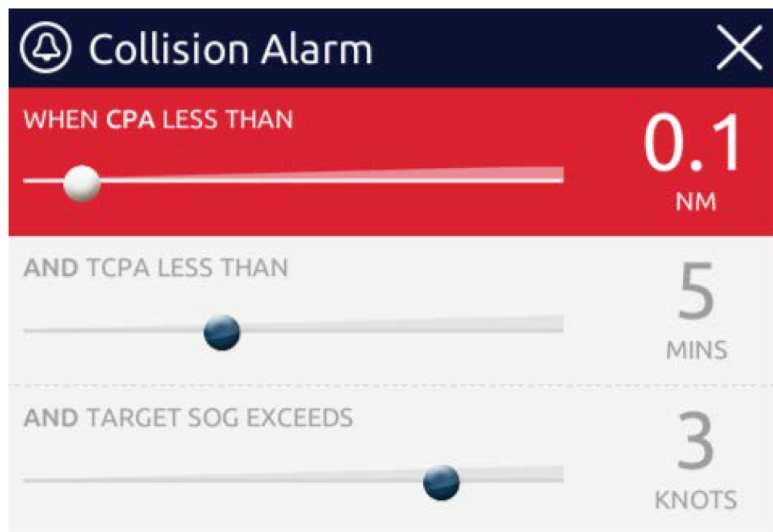 Collision Alarm
WHEN CPA LESS THAN
0.1
NM
AND TCPA LESS THAN
5
MINS
AND TARGET SOG EXCEEDS
3
KNOTS